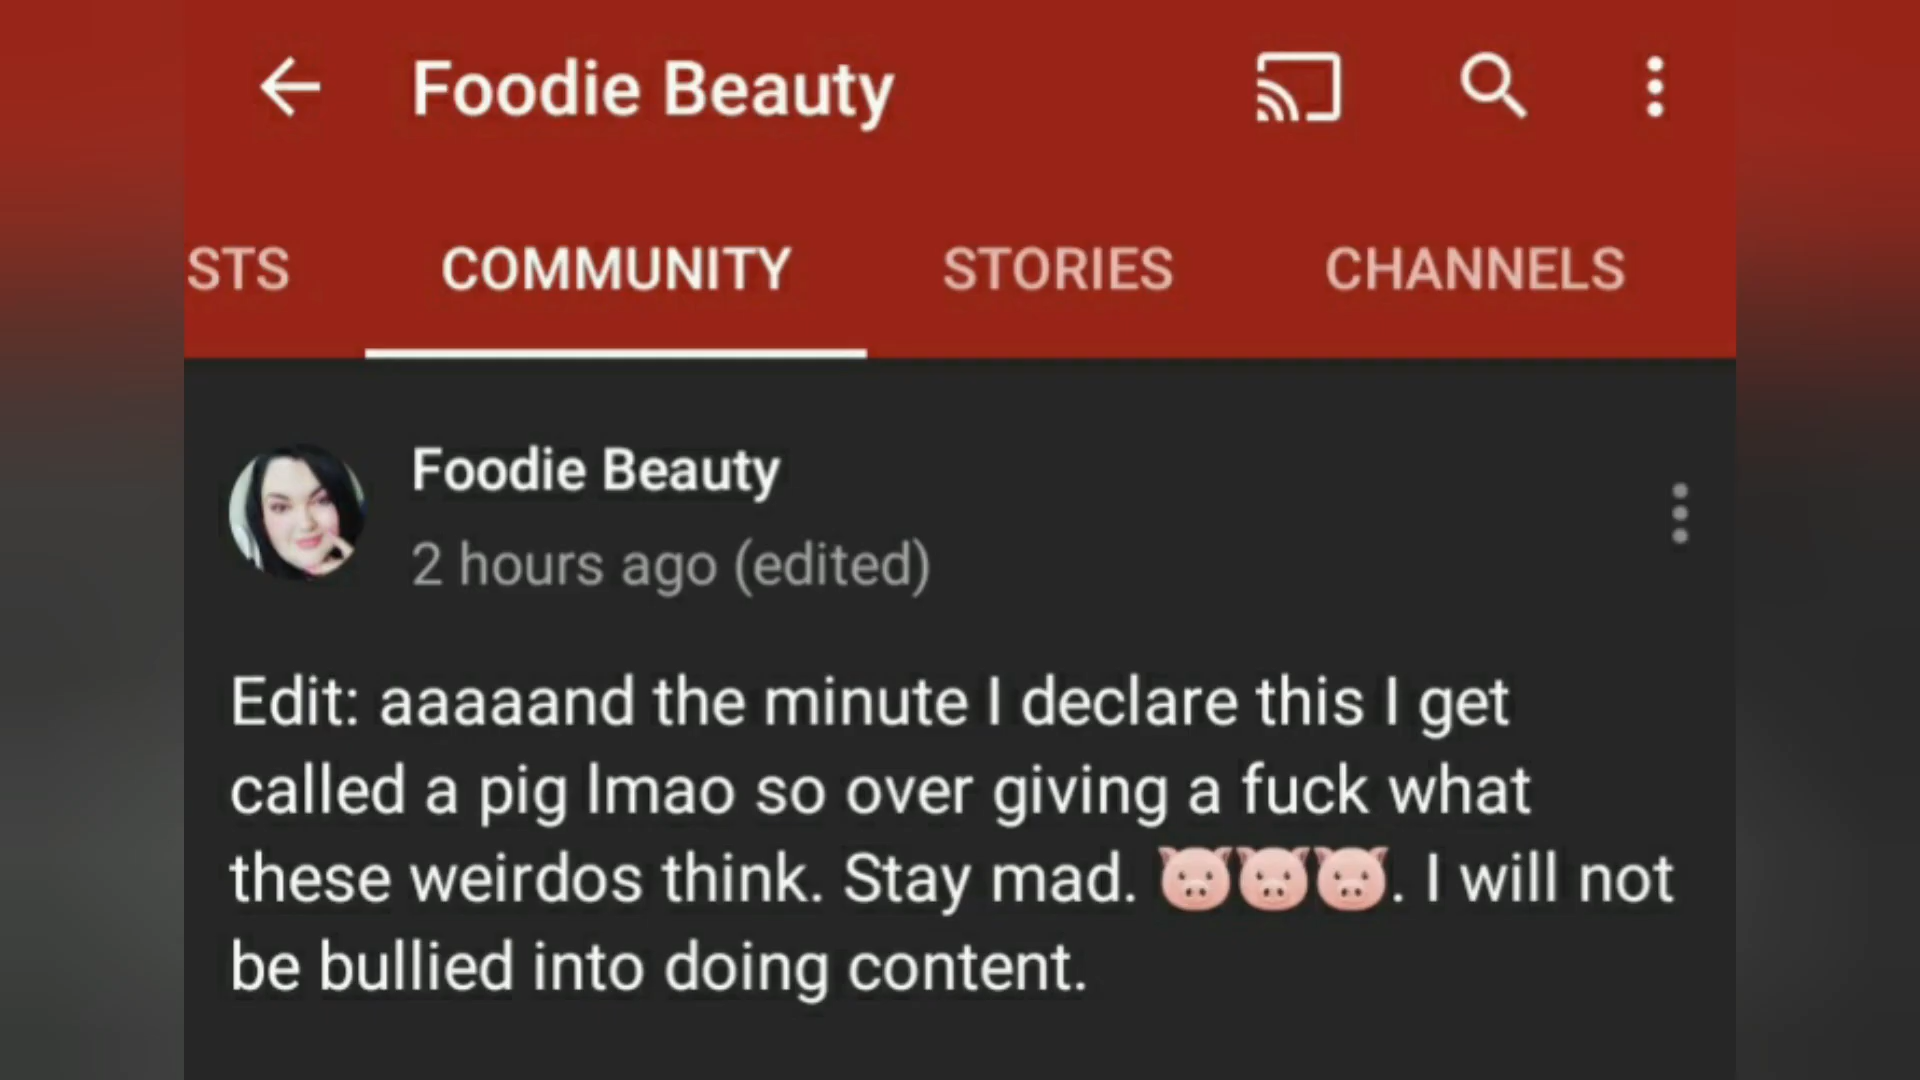 Foodie Beauty
STS COMMUNITY STORIES CHANNELS
Foodie Beauty
2 hours ago (edited)
Edit: aaaaand the minute I declare this I get
called a pig lmao so over giving a fuck what
these weirdos think. Stay mad. 🐷🐷🐷. I will not
be bullied into doing content.